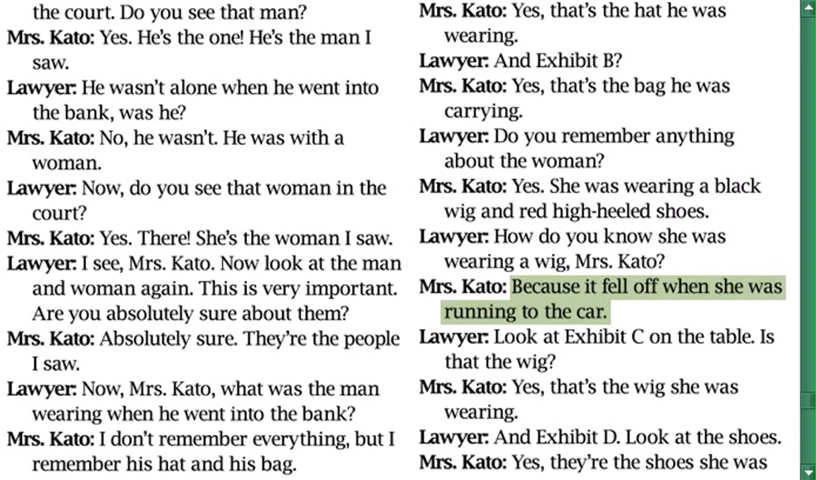 the court. Do you see that man?
Mrs. Kato: Yes. He's the one! He's the man I
saw.
Lawyer: He wasn't alone when he went into
the bank, was he?
Mrs. Kato: No, he wasn't. He was with a
woman.
Lawyer: Now, do you see that woman in the
court?
Mrs. Kato: Yes. There! She's the woman I saw.
Lawyer: I see, Mrs. Kato. Now look at the man
and woman again. This is very important.
Are you absolutely sure about them?
Mrs. Kato: Absolutely sure. They're the people
I saw.
Lawyer: Now, Mrs. Kato, what was the man
wearing when he went into the bank?
Mrs. Kato: I don't remember everything, but I
remember his hat and his bag.
Mrs. Kato: Yes, that's the hat he was
wearing.
Lawyer: And Exhibit B?
Mrs. Kato: Yes, that's the bag he was
carrying.
Lawyer: Do you remember anything
about the woman?
Mrs. Kato: Yes. She was wearing a black
wig and red high-heeled shoes.
Lawyer: How do you know she was
wearing a wig, Mrs. Kato?
Mrs. Kato: Because it fell off when she was
running to the car.
Lawyer: Look at Exhibit C on the table. Is
that the wig?
Mrs. Kato: Yes, that's the wig she was
wearing.
Lawyer: And Exhibit D. Look at the shoes.
Mrs. Kato: Yes, they're the shoes she was